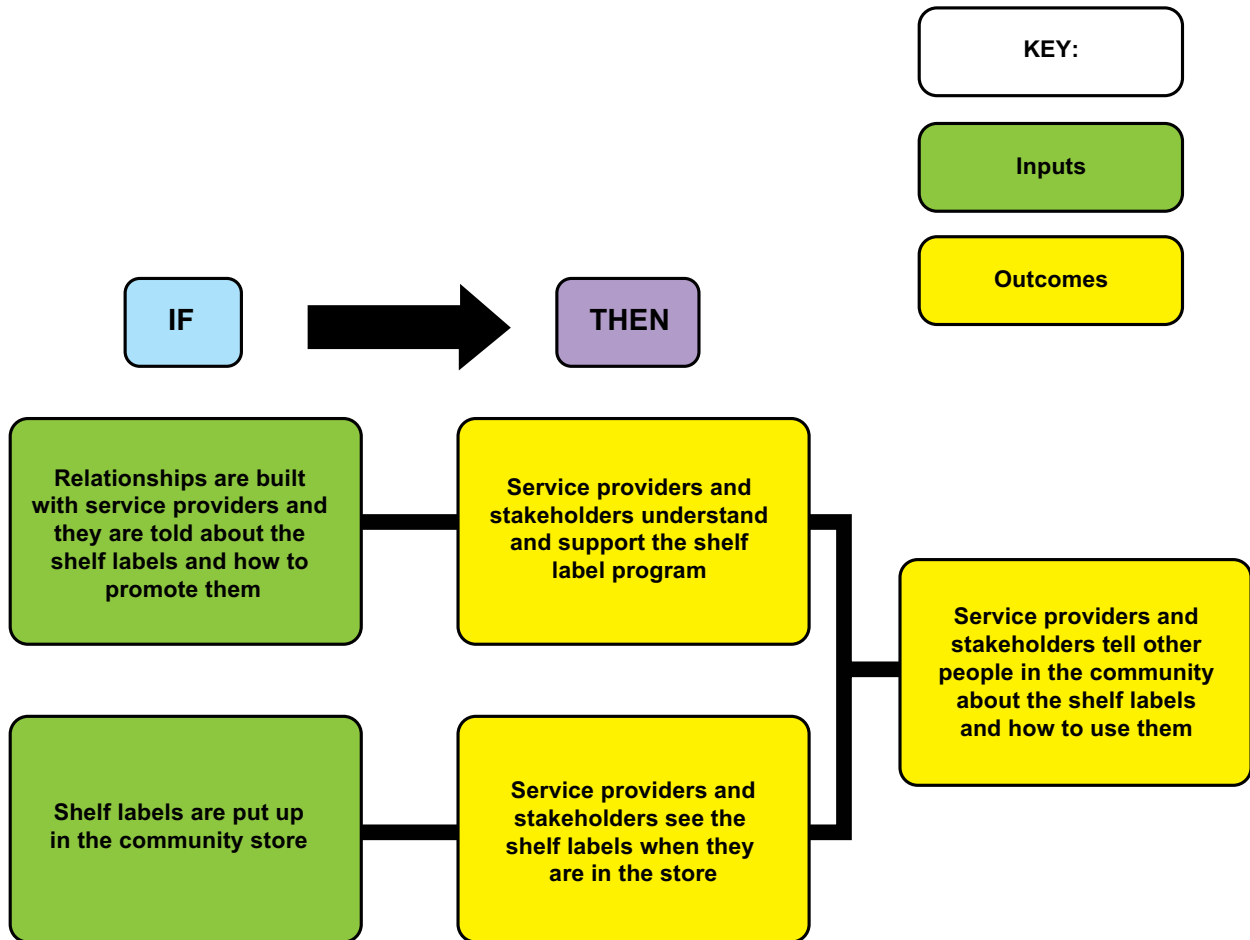 KEY:
Inputs
Outcomes
IF
THEN
Relationships are built
with service providers and
they are told about the
shelf labels and how to
promote them
Service providers and
stakeholders understand
and support the shelf
label program
Service providers and
stakeholders tell other
people in the community
about the shelf labels
and how to use them
Shelf labels are put up
in the community store
Service providers and
stakeholders see the
shelf labels when they
are in the store